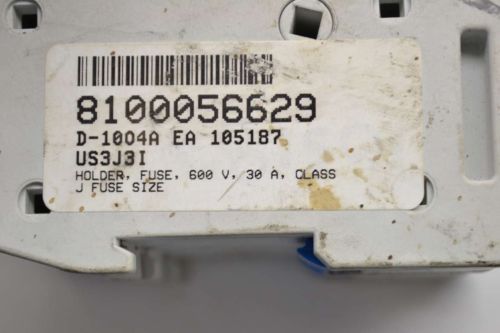 8100056629
D-1004A EA 105187
US3J3I
HOLDER, FUSE, 600 V, 30 A, CLASS
J FUSE SIZE